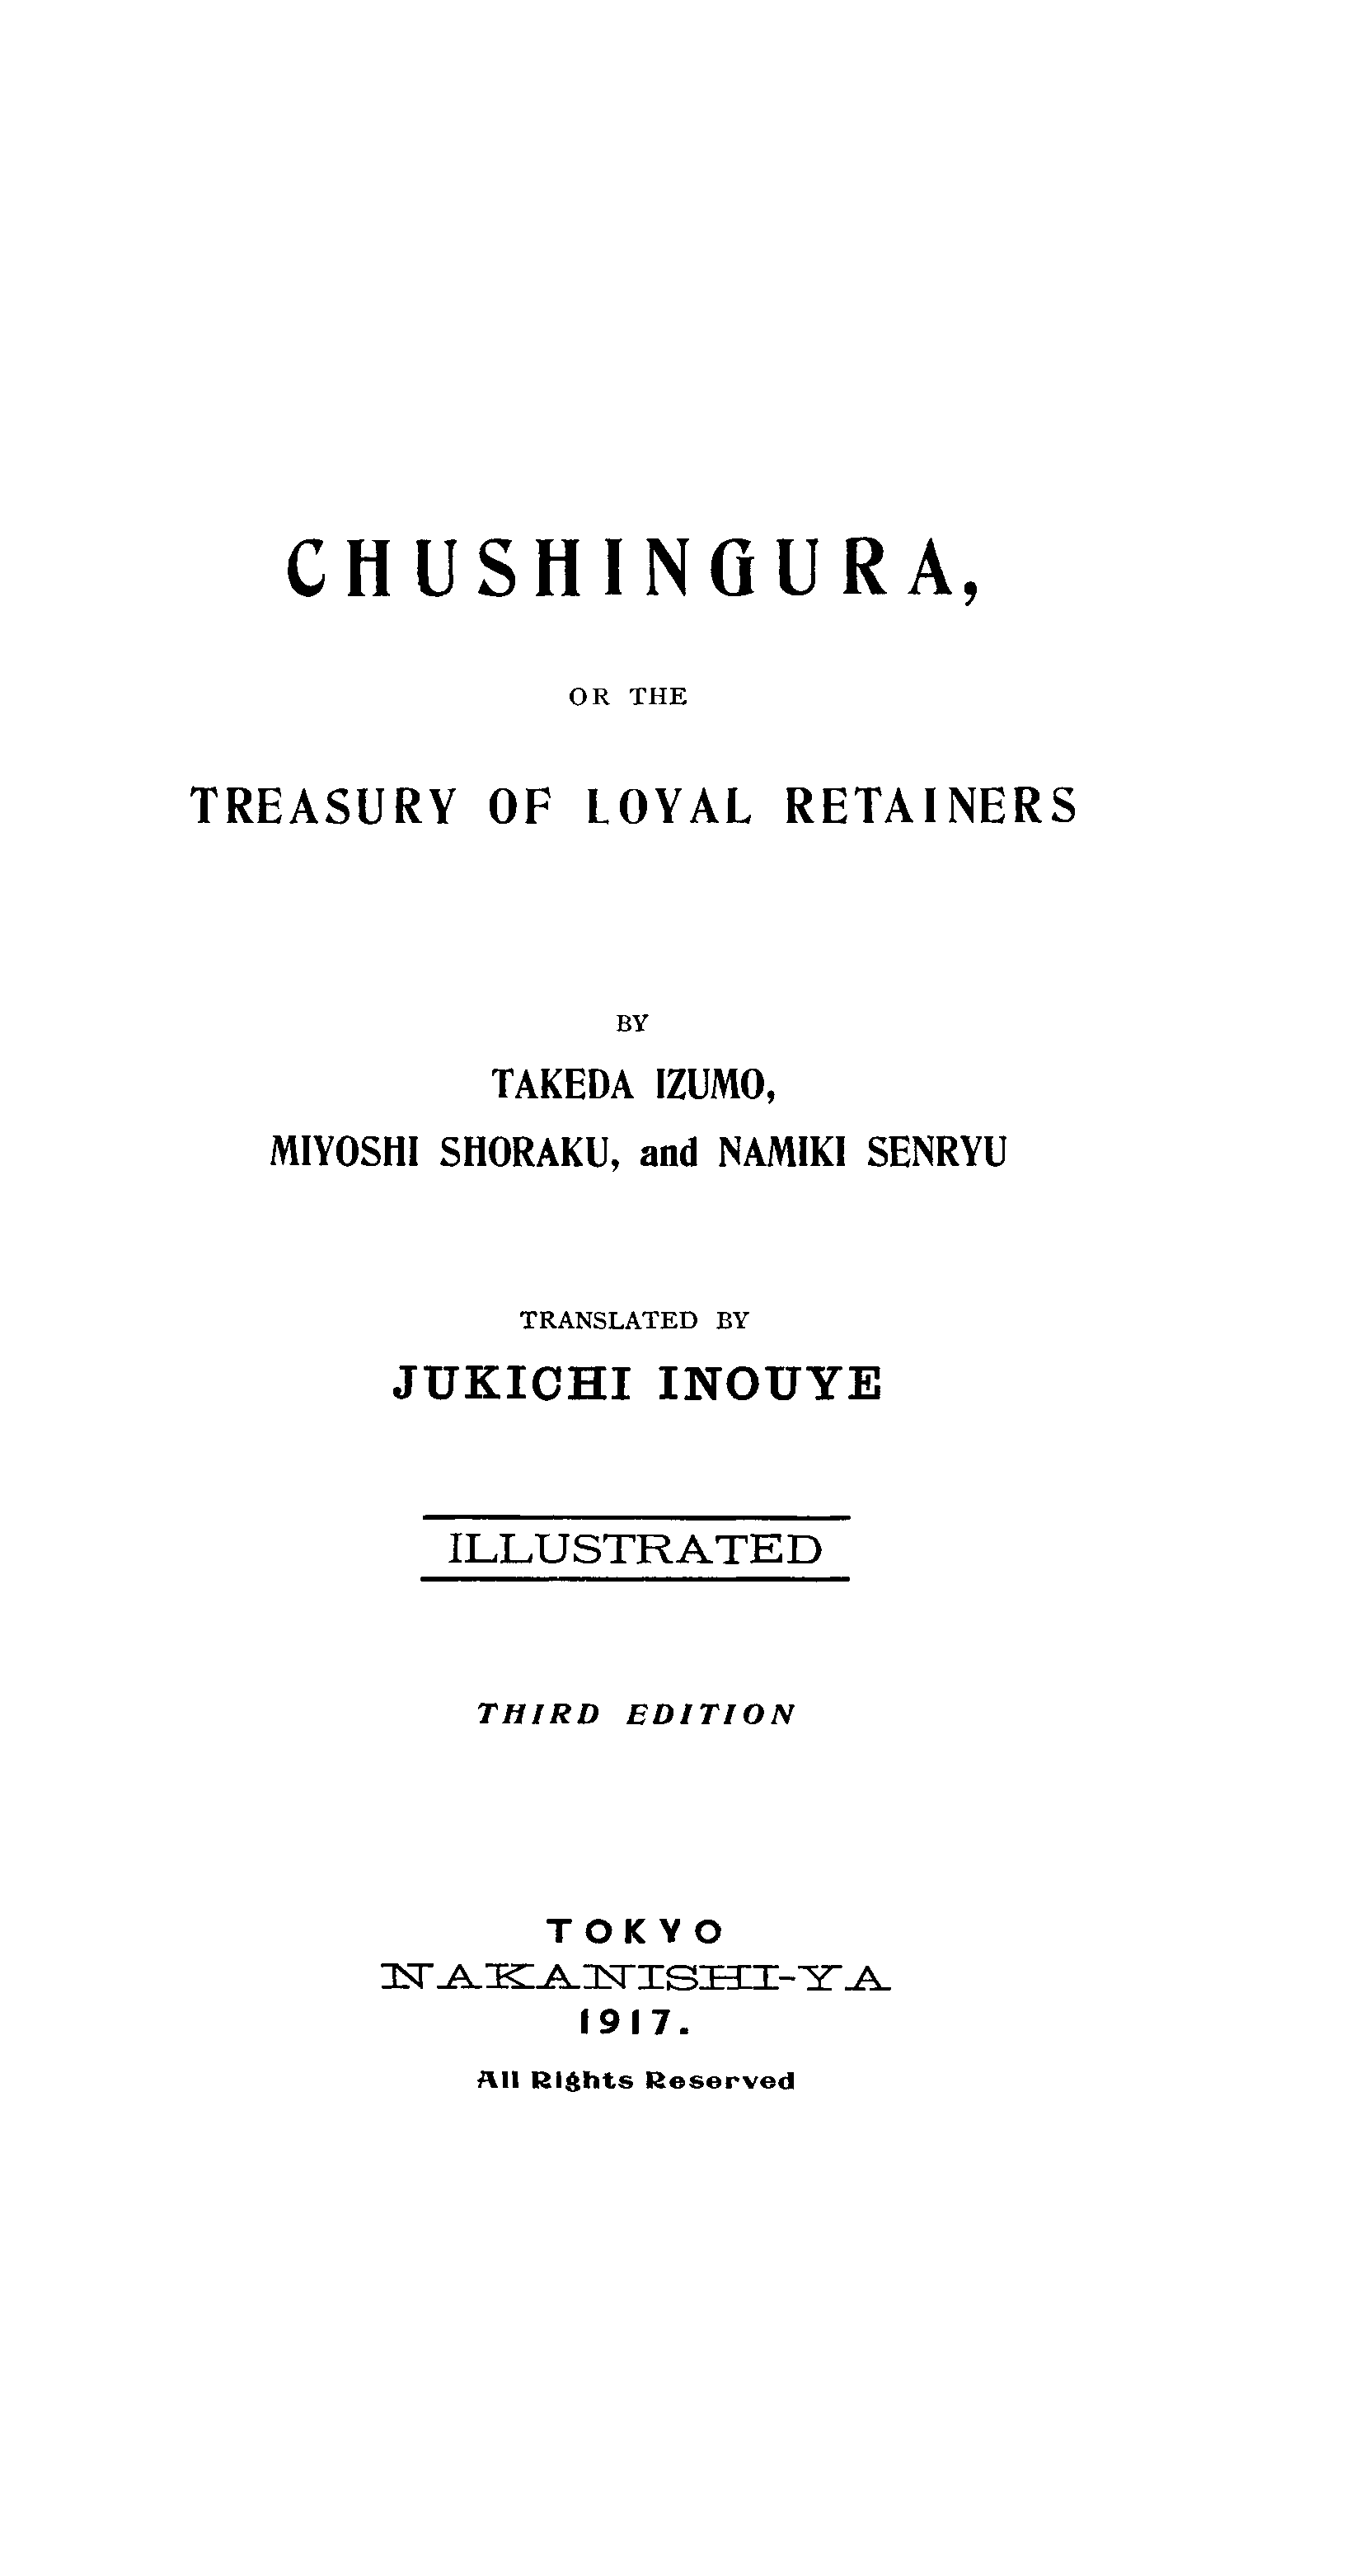 CHUSHINGURA,
OR THE
TREASURY OF LOYAL RETAINERS
BY
TAKEDA IZUMO,
MIYOSHI SHORAKU, and NAMIKI SENRYU
TRANSLATED BY
JUKICHI INOUYE
ILLUSTRATED
THIRD EDITION
TOKYO
NAKANISHI-YA
1917.
All Rights Reserved